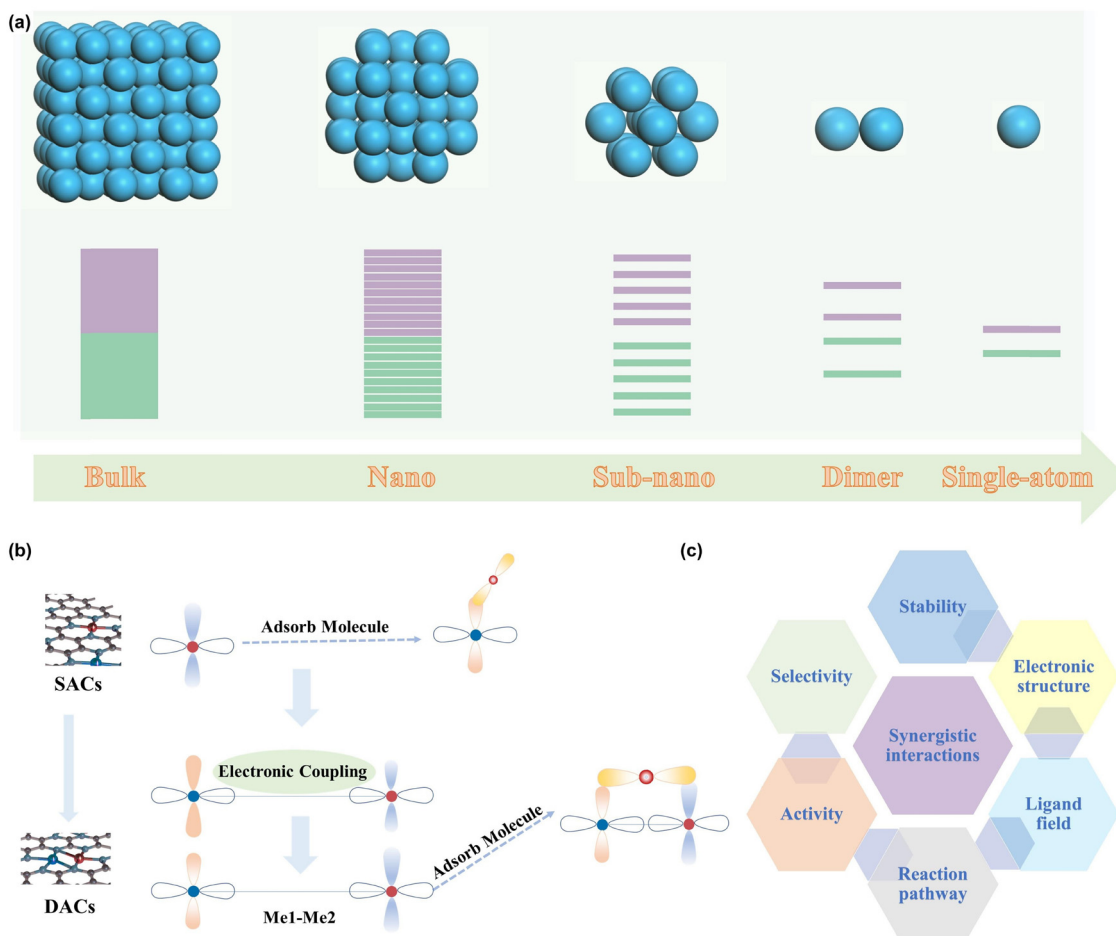 (a)
Bulk
Nano
Sub-nano
Dimer
Single-atom
(b)
SACs
Adsorb Molecule
Electronic Coupling
DACs
Me1-Me2
Adsorb Molecule
(c)
Stability
Selectivity
Electronic
structure
Synergistic
interactions
Activity
Ligand
field
Reaction
pathway